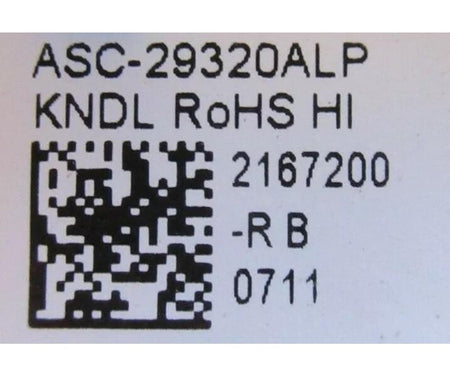 ASC-29320ALP
KNDL RoHS HI
2167200
-R B
0711